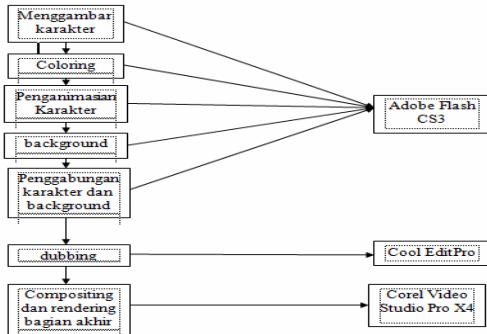 Menggambar
karakter
Coloring
Penganimasian
Karakter
background
Penggabungan
karakter dan
background
dubbing
Compositing
dan rendering
bagian akhir
Adobe Flash
CS3
Cool EditPro
Corel Video
Studio Pro X4